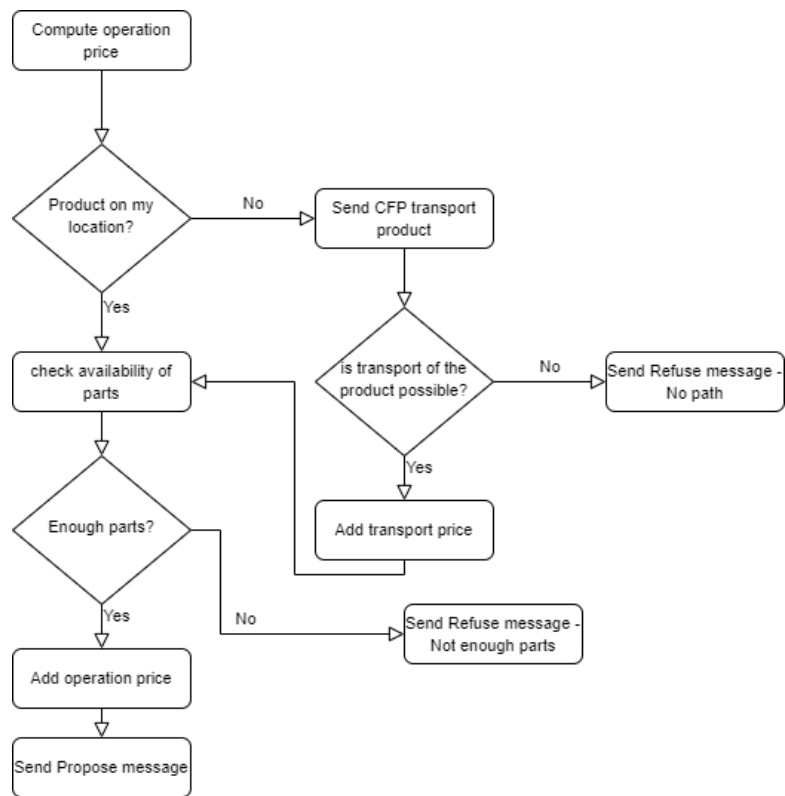 Compute operation
price
Product on my
location?
No
Send CFP transport
product
Yes
check availability of
parts
is transport of the
product possible?
No
Send Refuse message -
No path
Yes
Enough parts?
Add transport price
Yes
No
Send Refuse message -
Not enough parts
Add operation price
Send Propose message